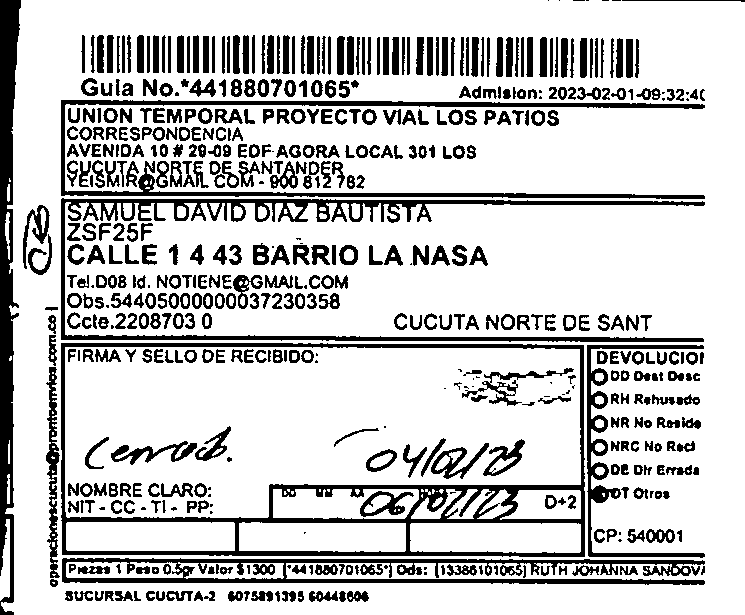 Guia No.*441880701065*
Admision: 2023-02-01-09:32:40
UNION TEMPORAL PROYECTO VIAL LOS PATIOS
CORRESPONDENCIA
AVENIDA 10 # 29-09 EDF AGORA LOCAL 301 LOS
CUCUTA NORTE DE SANTANDER
YEISMIR@GMAIL COM - 900 812 782
SAMUEL DAVID DIAZ BAUTISTA
ZSF25F
CALLE 1 4 43 BARRIO LA NASA
Tel.D08 Id. NOTIENE@GMAIL.COM
Obs.54405000000037230358
Ccte.2208703 0
CUCUTA NORTE DE SANT
operacionescucuta@prontoenvios.com.co |
FIRMA Y SELLO DE RECIBIDO:
04/02/23
NOMBRE CLARO:
NIT - CC - TI - PP:
DD MM AA
06/02/23
D+2
DEVOLUCION
DD Dest Desc
RH Rehusado
NR No Reside
NRC No Recl
DE Dir Errada
OT Otros
CP: 540001
Piezas 1 Peso 0.5gr Valor $1300 [*441880701065*] Ods: [13386101065] RUTH JOHANNA SANDOVA
SUCURSAL CUCUTA-2 6075891395 60448606